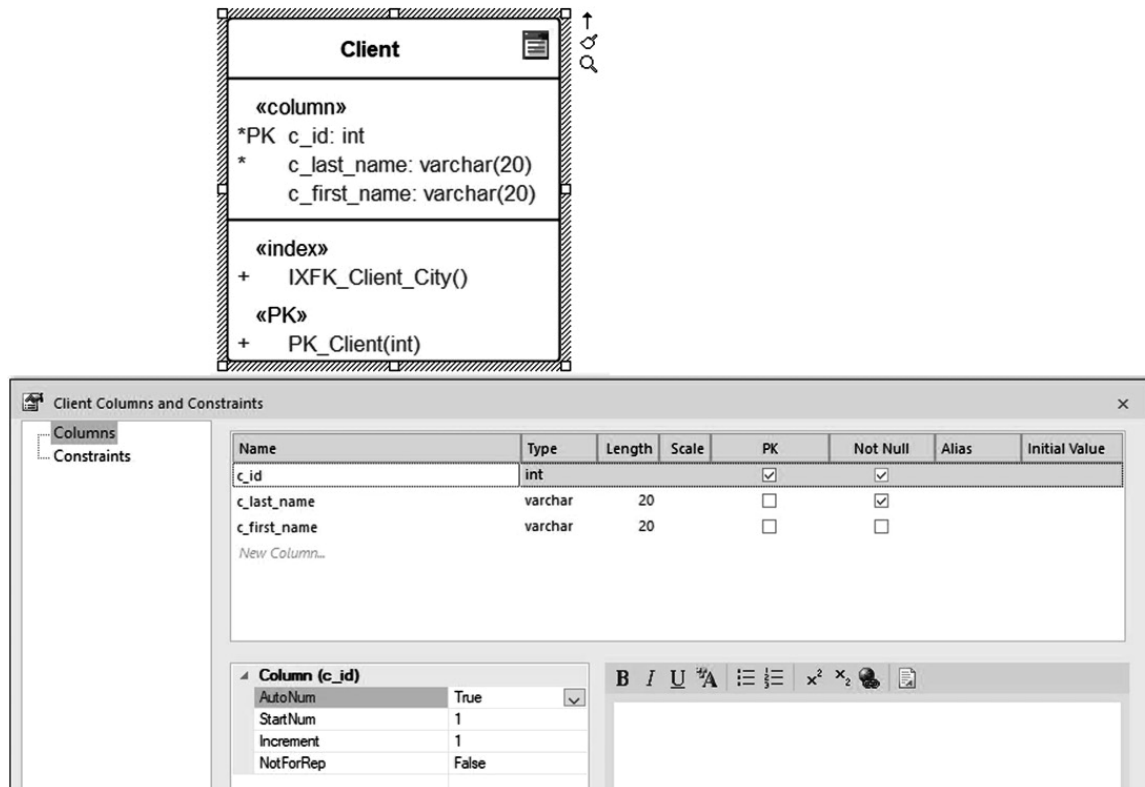 Client
«column»
*PK c_id: int
* c_last_name: varchar(20)
c_first_name: varchar(20)
«index»
+ IXFK_Client_City()
«PK»
+ PK_Client(int)
Client Columns and Constraints
Columns
Constraints
Name Type Length Scale PK Not Null Alias Initial Value
c_id int
c_last_name varchar 20
c_first_name varchar 20
New Column...
Column (c_id)
AutoNum True
StartNum 1
Increment 1
NotForRep False
B I U A x² x₂